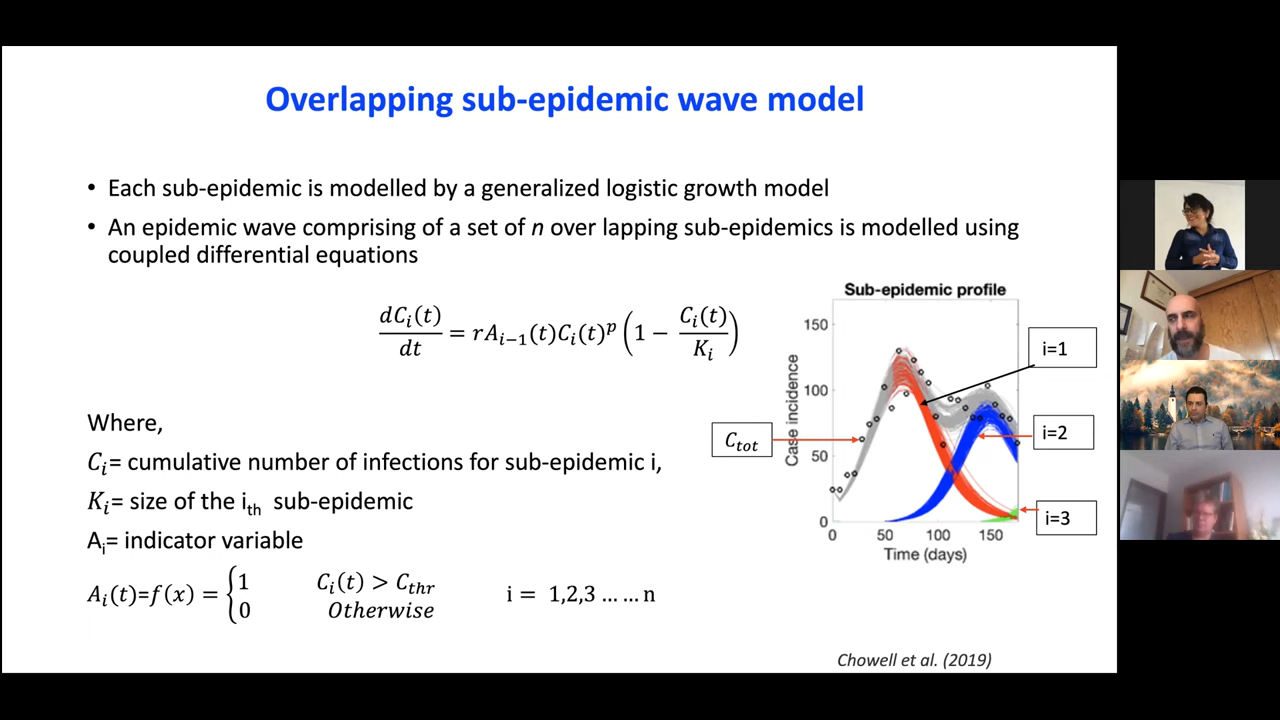 Overlapping sub-epidemic wave model
• Each sub-epidemic is modelled by a generalized logistic growth model
• An epidemic wave comprising of a set of n over lapping sub-epidemics is modelled using
coupled differential equations
dC_i(t)/dt = rA_{i−1}(t)C_i(t)^p (1 − C_i(t)/K_i)
Where,
C_i= cumulative number of infections for sub-epidemic i,
K_i= size of the i_th sub-epidemic
A_i= indicator variable
A_i(t)=f(x) = {1 C_i(t) > C_thr
0 Otherwise
i = 1,2,3 … … n
Sub-epidemic profile
Case incidence
150
100
50
0
0 50 100 150
Time (days)
C_tot
i=1
i=2
i=3
Chowell et al. (2019)